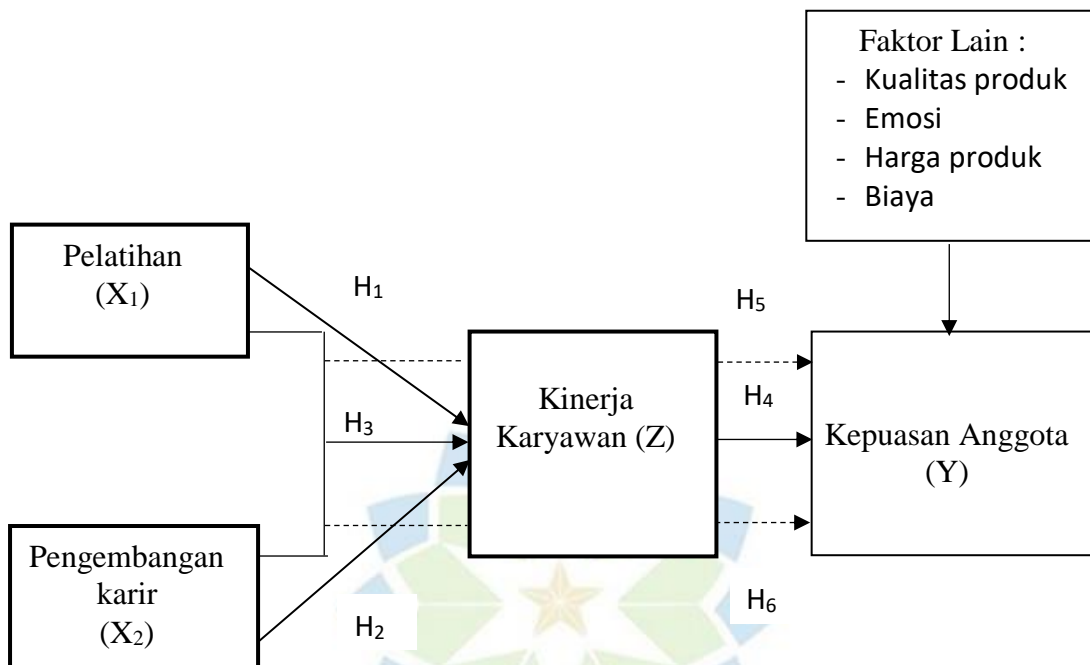 Faktor Lain :
- Kualitas produk
- Emosi
- Harga produk
- Biaya
Pelatihan
(X₁)
H₁
H₅
Kinerja
Karyawan (Z)
H₃
H₄
Kepuasan Anggota
(Y)
Pengembangan
karir
(X₂)
H₂
H₆